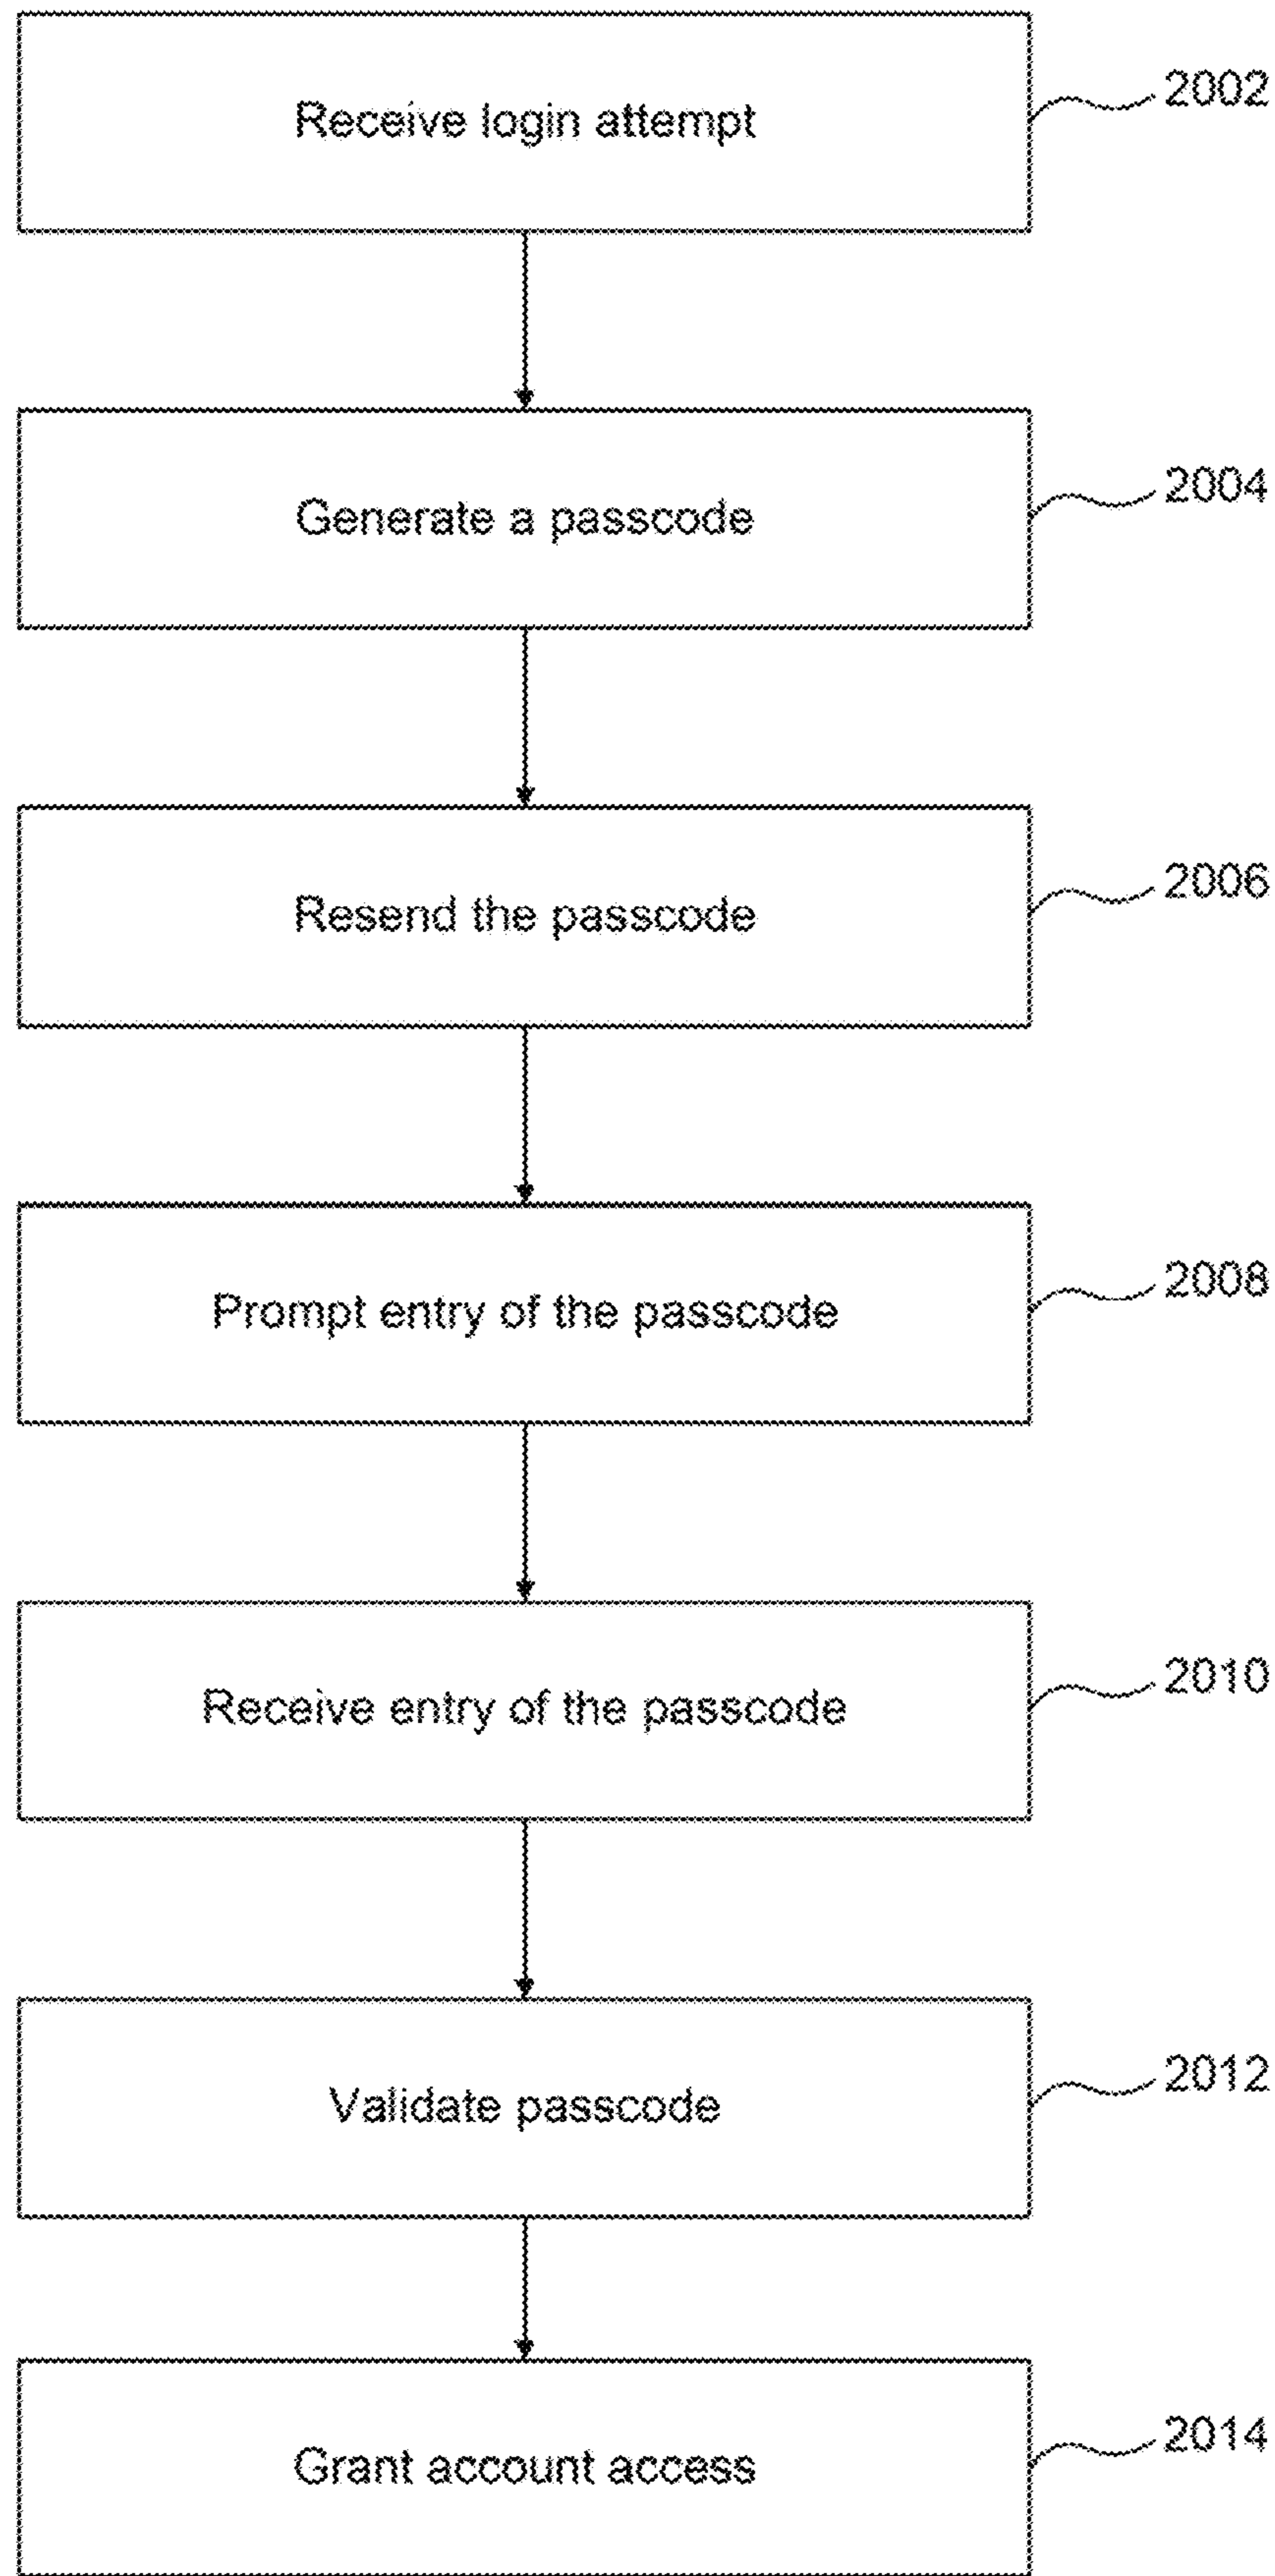 Receive login attempt
2002
Generate a passcode
2004
Resend the passcode
2006
Prompt entry of the passcode
2008
Receive entry of the passcode
2010
Validate passcode
2012
Grant account access
2014